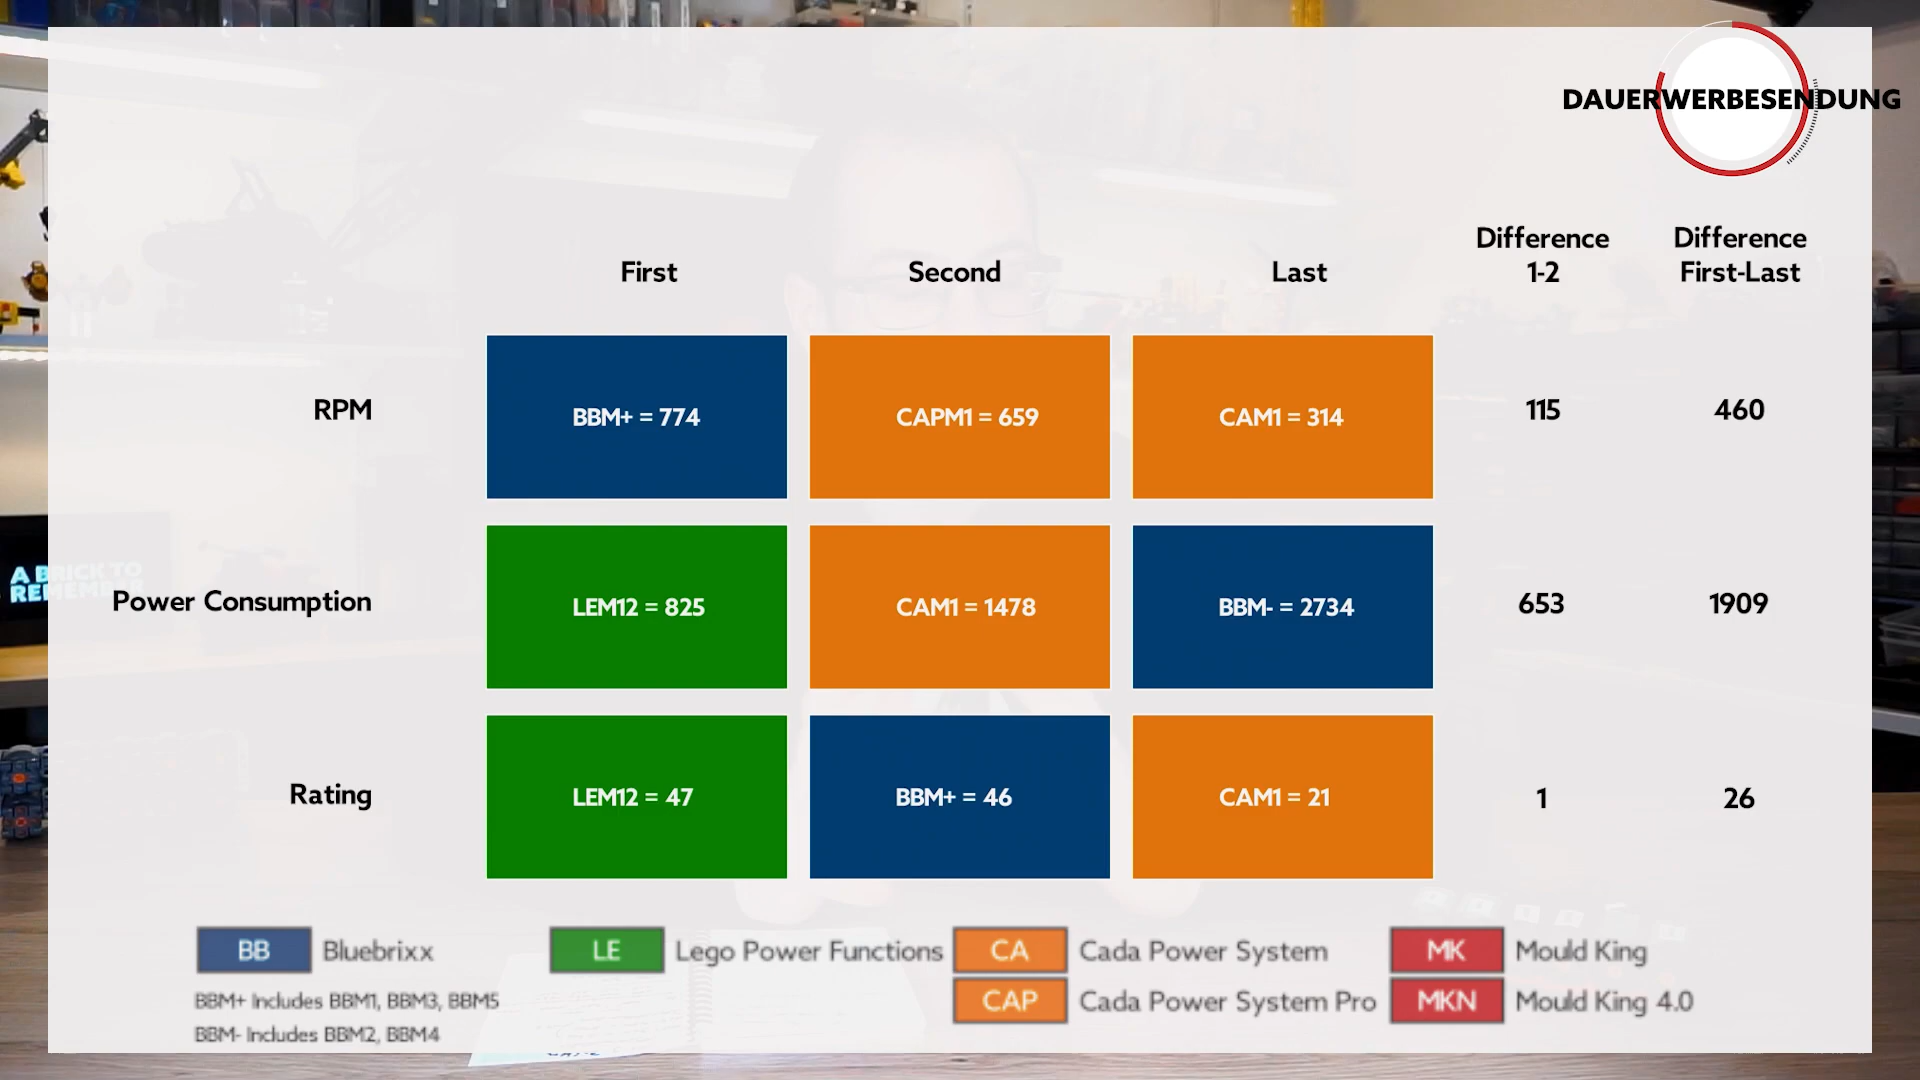 DAUERWERBESENDUNG
First Second Last Difference 1-2 Difference First-Last
RPM BBM+ = 774 CAPM1 = 659 CAM1 = 314 115 460
A BRICK TO
REMEMBER
Power Consumption LEM12 = 825 CAM1 = 1478 BBM- = 2734 653 1909
Rating LEM12 = 47 BBM+ = 46 CAM1 = 21 1 26
BB Bluebrixx LE Lego Power Functions CA Cada Power System MK Mould King
BBM+ Includes BBM1, BBM3, BBM5 CAP Cada Power System Pro MKN Mould King 4.0
BBM- Includes BBM2, BBM4